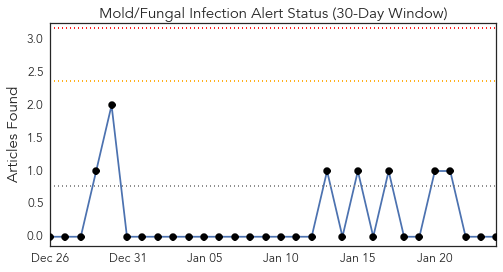 Mold/Fungal Infection Alert Status (30-Day Window)
Articles Found
3.0
2.5
2.0
1.5
1.0
0.5
0.0
Dec 26 Dec 31 Jan 05 Jan 10 Jan 15 Jan 20